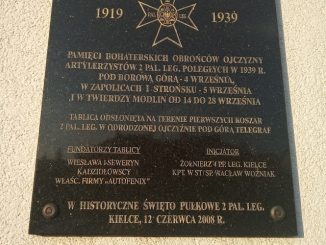 1919 1939
PAL. LEG.
PAMIĘCI BOHATERSKICH OBROŃCÓW OJCZYZNY
ARTYLERZYSTÓW 2 PAL. LEG. POLEGŁYCH W 1939 R.
POD BOROWĄ GÓRĄ - 4 WRZEŚNIA,
W ZAPOLICACH I STROŃSKU - 5 WRZEŚNIA
I W TWIERDZY MODLIN OD 14 DO 28 WRZEŚNIA
TABLICA ODSŁONIĘTA NA TERENIE PIERWSZYCH KOSZAR
2 PAL. LEG. W ODRODZONEJ OJCZYŹNIE POD GÓRĄ TELEGRAF
FUNDATORZY TABLICY INICJATOR
WIESŁAWA I SEWERYN ŻOŁNIERZ 4 PP. LEG. KIELCE
KADZIDŁOWSCY KPT. W ST/SP. WACŁAW WOŹNIAK
WŁAŚC. FIRMY «AUTOFENIX"
W HISTORYCZNE ŚWIĘTO PUŁKOWE 2 PAL. LEG.
KIELCE, 12 CZERWCA 2008 R.